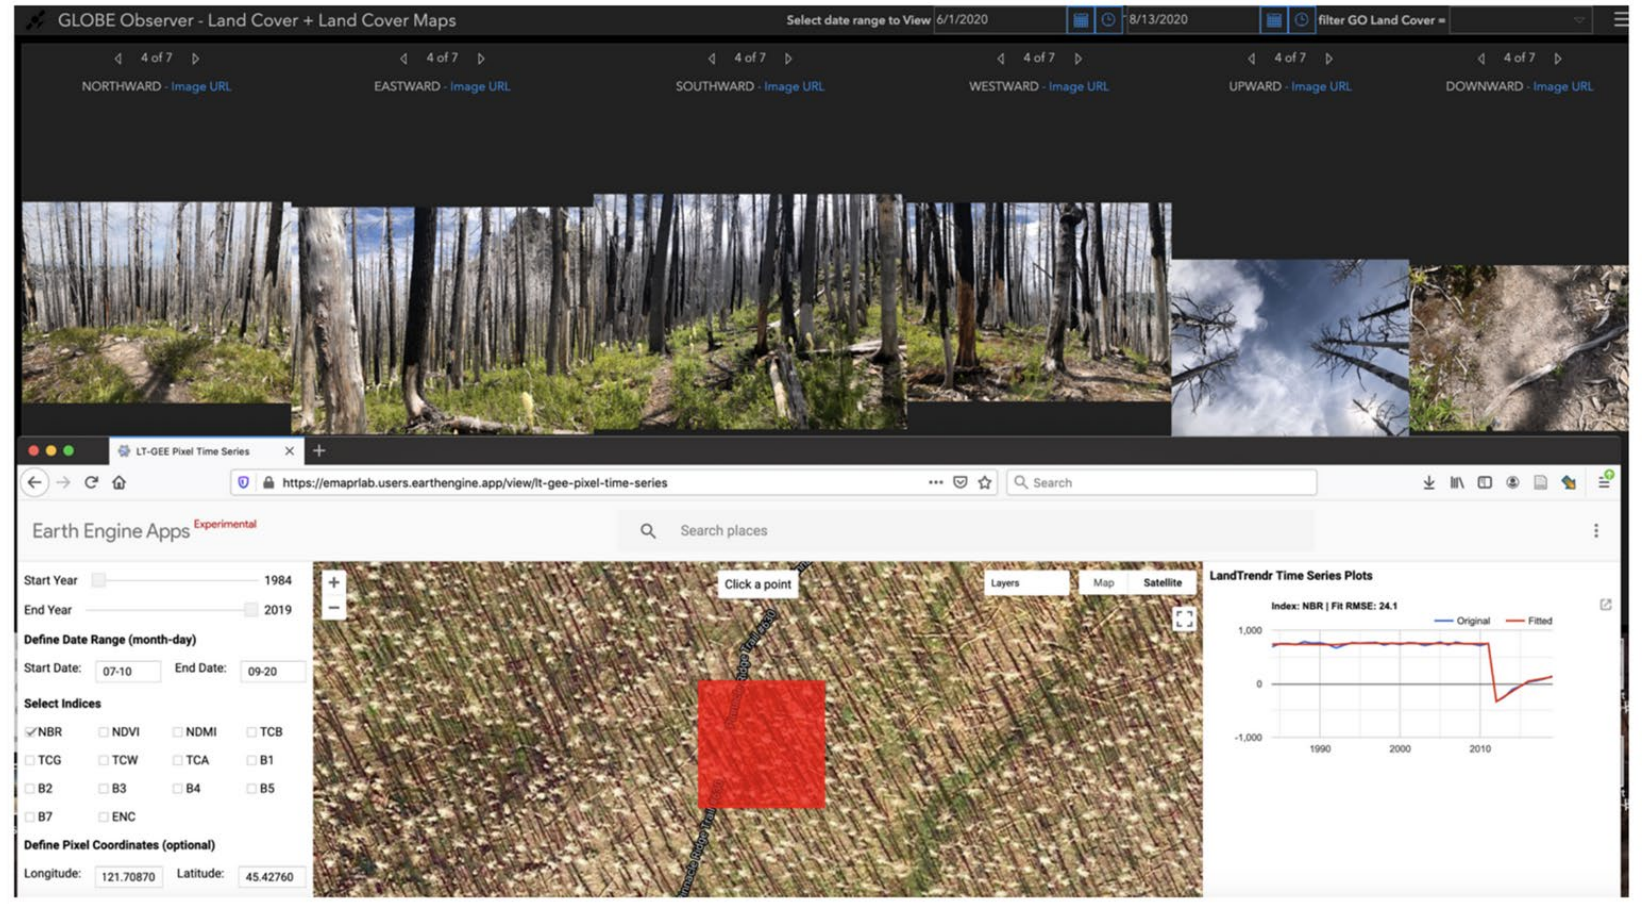 GLOBE Observer - Land Cover + Land Cover Maps
Select date range to View 6/1/2020 - 8/13/2020 filter GO Land Cover =
4 of 7 4 of 7 4 of 7 4 of 7 4 of 7 4 of 7
NORTHWARD - Image URL EASTWARD - Image URL SOUTHWARD - Image URL WESTWARD - Image URL UPWARD - Image URL DOWNWARD - Image URL
LT-GEE Pixel Time Series
https://emaprlab.users.earthengine.app/view/lt-gee-pixel-time-series
Search
Earth Engine Apps Experimental
Search places
Start Year 1984
End Year 2019
Define Date Range (month-day)
Start Date: 07-10 End Date: 09-20
Select Indices
NBR NDVI NDMI TCB
TCG TCW TCA B1
B2 B3 B4 B5
B7 ENC
Define Pixel Coordinates (optional)
Longitude: 121.70870 Latitude: 45.42760
+
Click a point
Layers
Map Satellite
−
Ridge Trail #630
nnacle Ridge Trail
LandTrendr Time Series Plots
Index: NBR | Fit RMSE: 24.1
Original Fitted
1,000
0
-1,000
1990 2000 2010